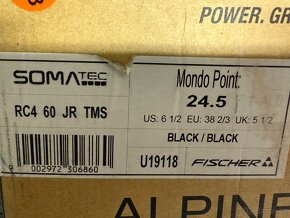 POWER. GR
SOMATEC
Mondo Point:
24.5
RC4 60 JR TMS
US: 6 1/2 EU: 38 2/3 UK: 5 1/2
BLACK / BLACK
U19118 FISCHER
9 002972 306860
ALPINE